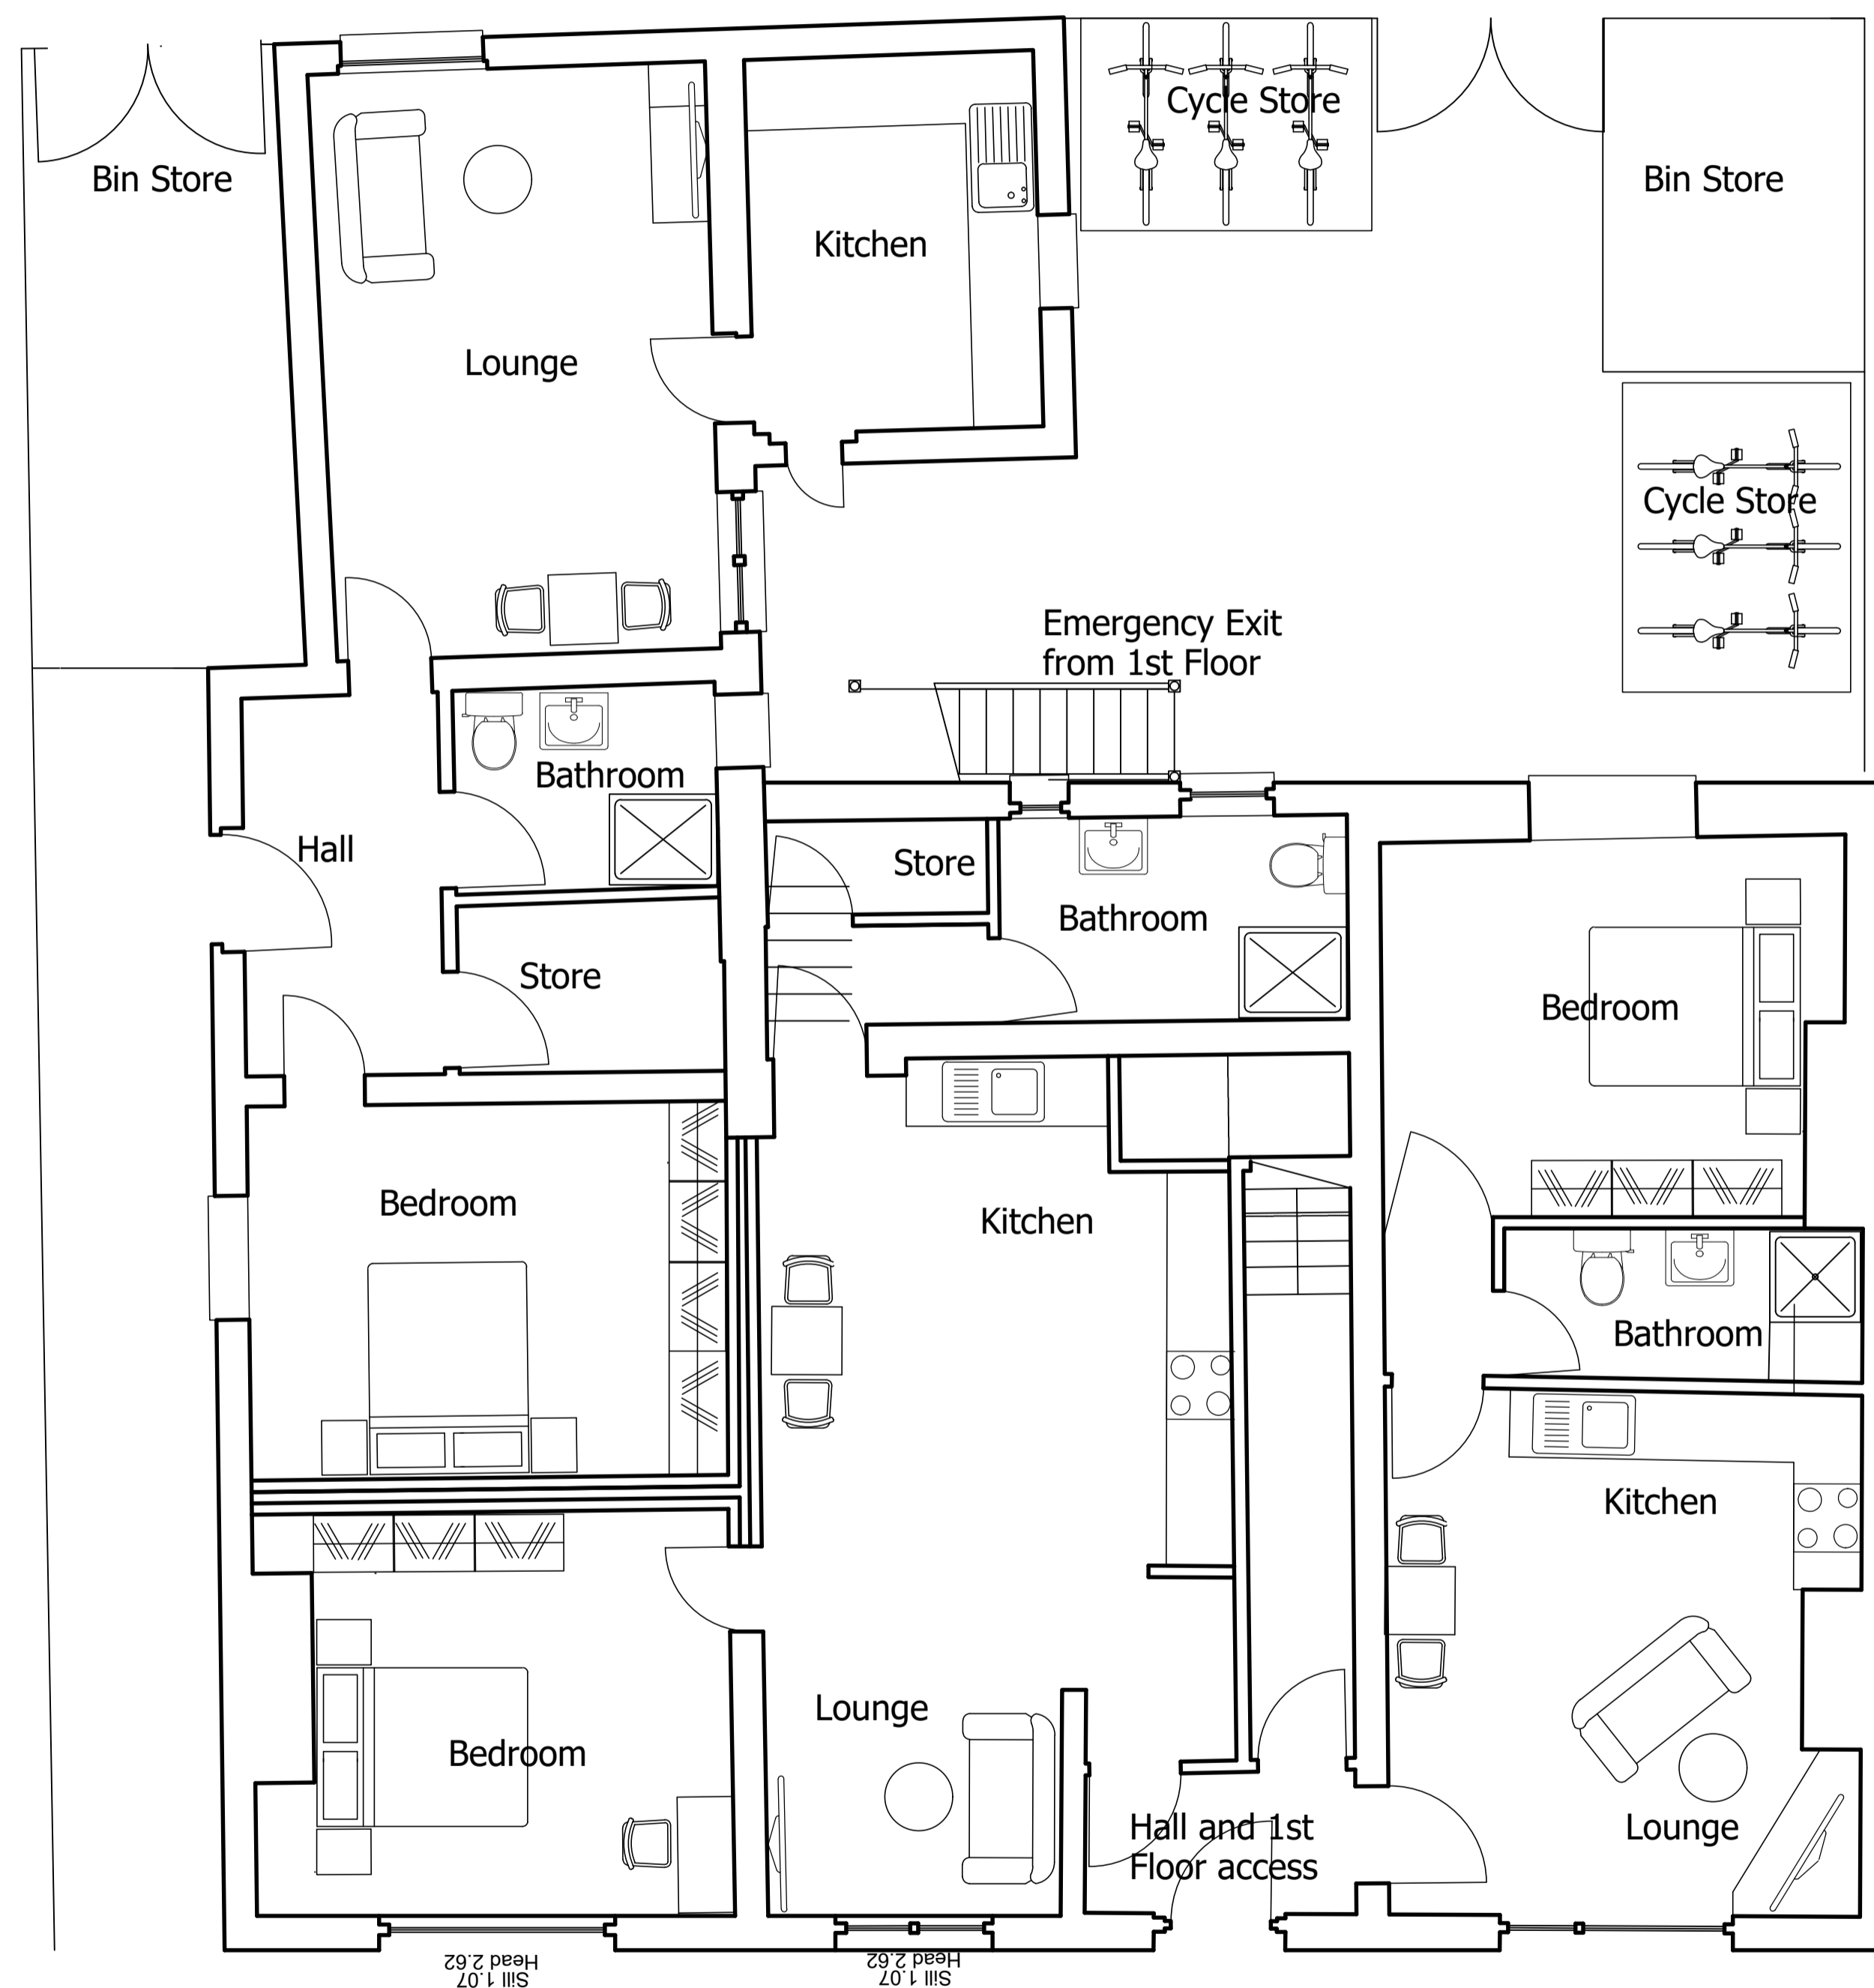 Cycle Store
Bin Store
Bin Store
Kitchen
Lounge
Cycle Store
Emergency Exit
from 1st Floor
Bathroom
Hall
Store
Bathroom
Store
Bedroom
Bedroom
Kitchen
Bathroom
Kitchen
Lounge
Bedroom
Hall and 1st
Floor access
Lounge
Sill 1.07
Head 2.62
Sill 1.07
Head 2.62